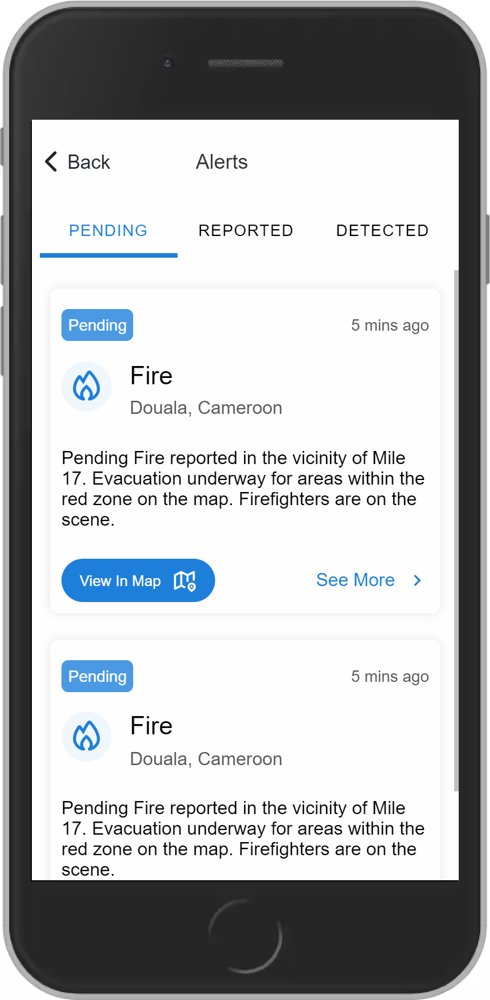 Back
Alerts
PENDING
REPORTED
DETECTED
Pending
5 mins ago
Fire
Douala, Cameroon
Pending Fire reported in the vicinity of Mile
17. Evacuation underway for areas within the
red zone on the map. Firefighters are on the
scene.
View In Map
See More
Pending
5 mins ago
Fire
Douala, Cameroon
Pending Fire reported in the vicinity of Mile
17. Evacuation underway for areas within the
red zone on the map. Firefighters are on the
scene.